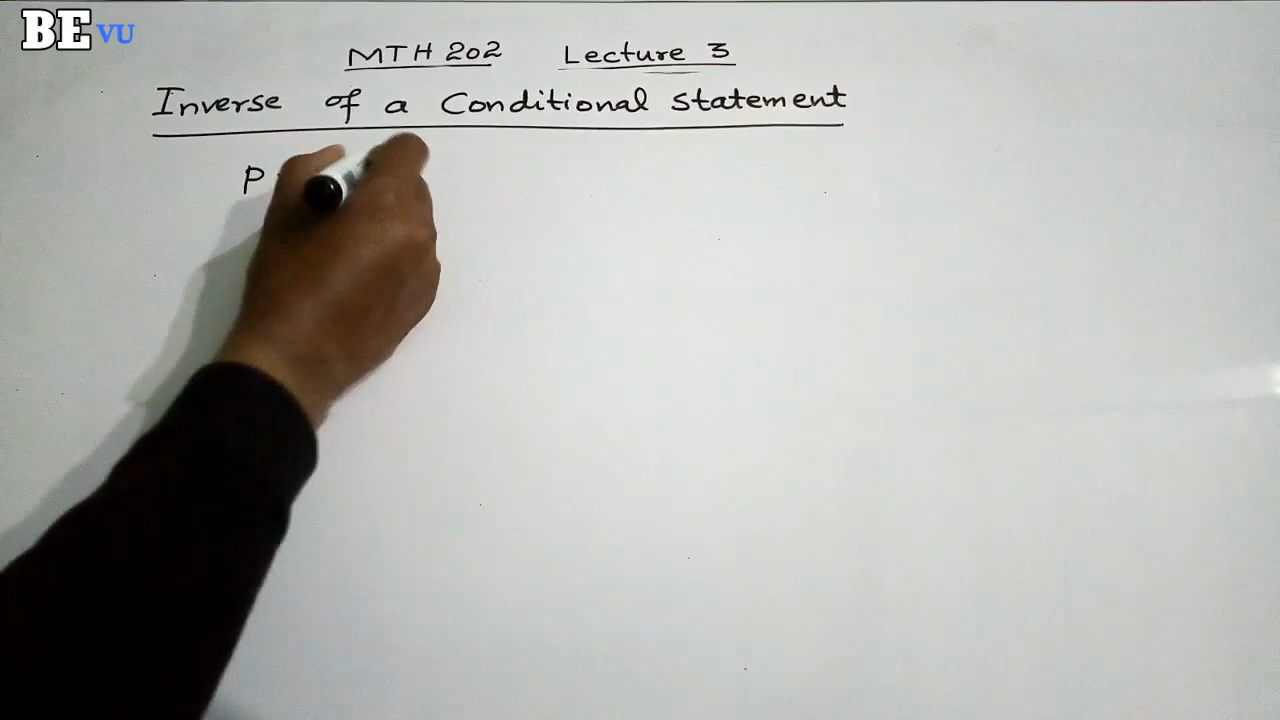 BE VU
MTH 202 Lecture 3
Inverse of a Conditional statement
P